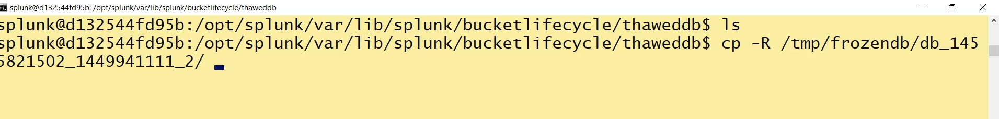 splunk@d132544fd95b: /opt/splunk/var/lib/splunk/bucketlifecycle/thaweddb
splunk@d132544fd95b:/opt/splunk/var/lib/splunk/bucketlifecycle/thaweddb$ ls
splunk@d132544fd95b:/opt/splunk/var/lib/splunk/bucketlifecycle/thaweddb$ cp -R /tmp/frozendb/db_145
5821502_1449941111_2/